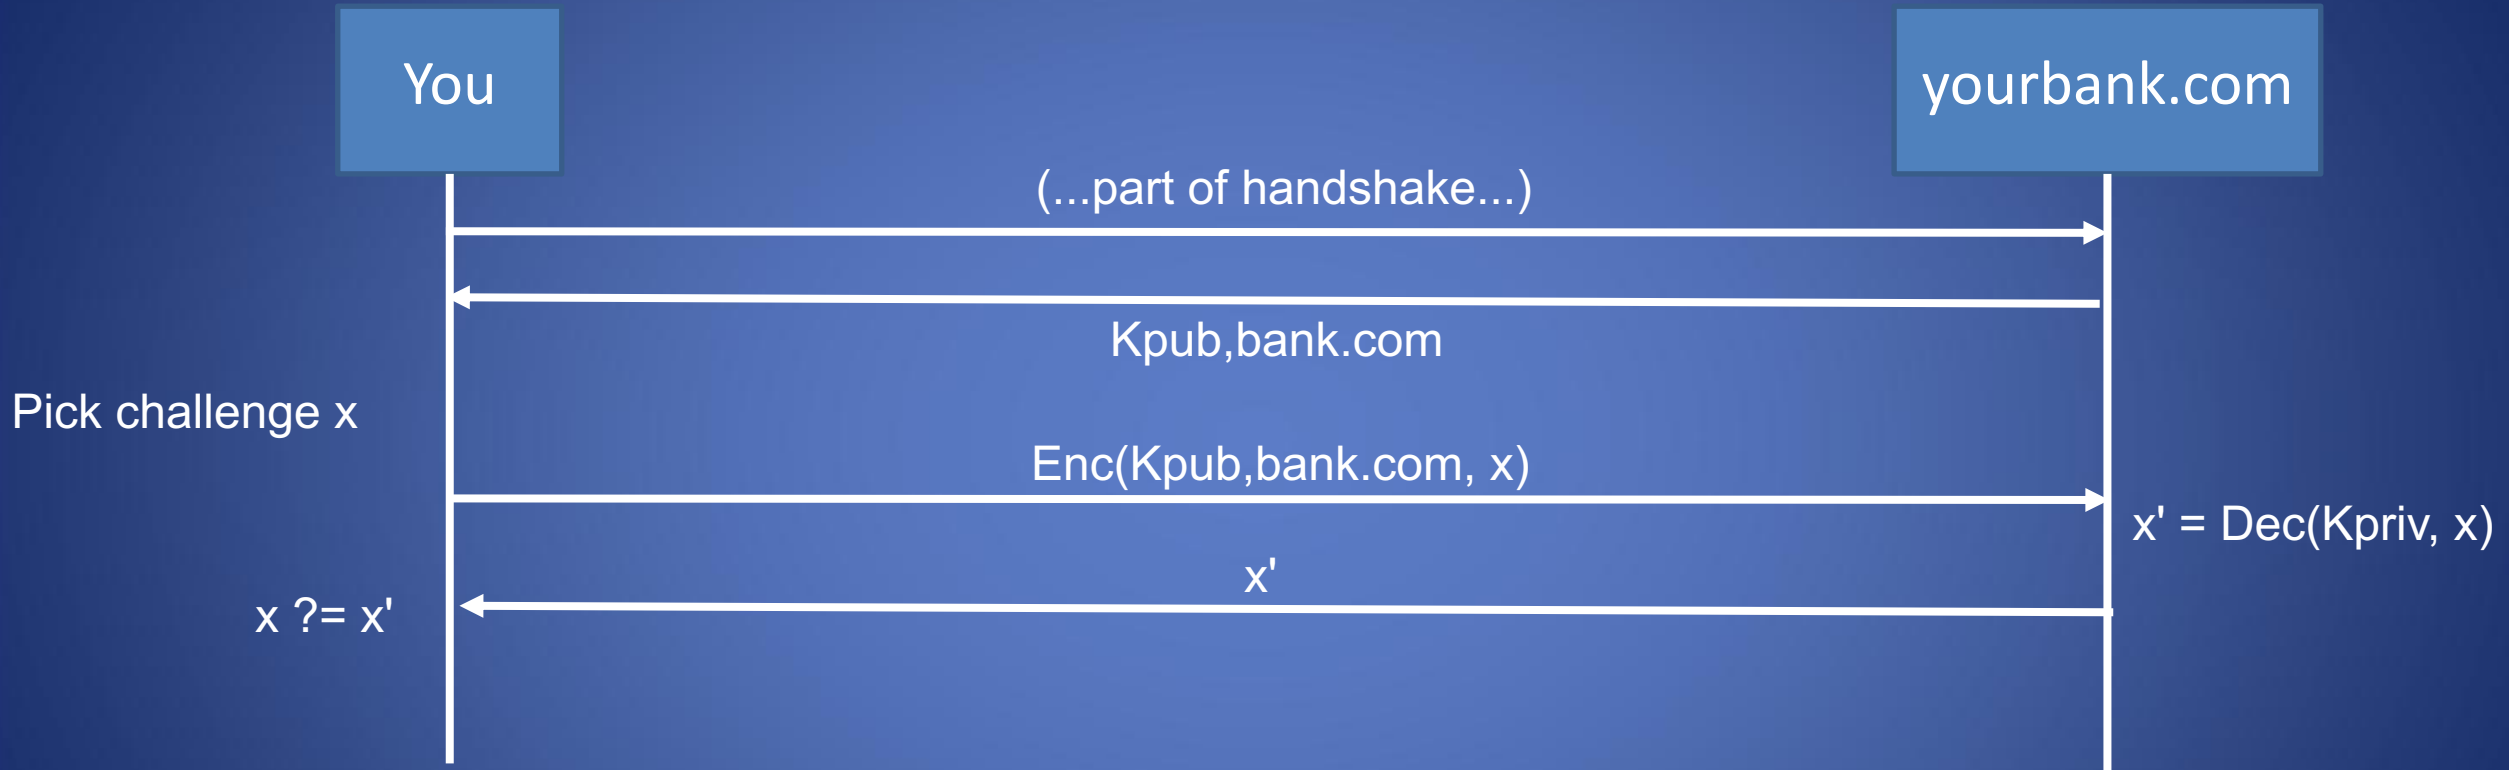 You
yourbank.com
(...part of handshake...)
Kpub,bank.com
Pick challenge x
Enc(Kpub,bank.com, x)
x' = Dec(Kpriv, x)
x'
x ?= x'